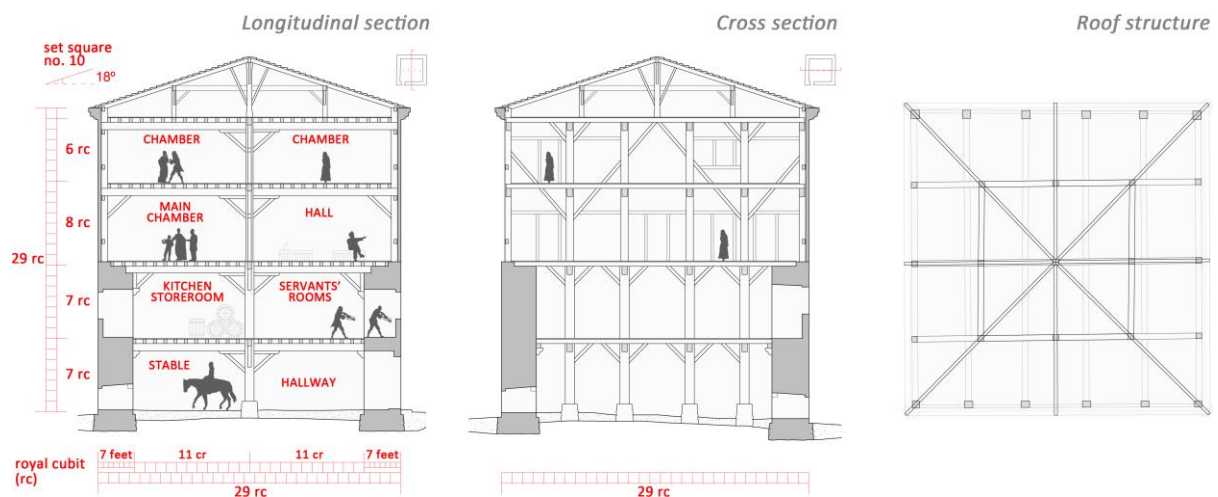 Longitudinal section
Cross section
Roof structure
set square
no. 10
18º
CHAMBER
CHAMBER
6 rc
MAIN
CHAMBER
HALL
8 rc
29 rc
KITCHEN
STOREROOM
SERVANTS'
ROOMS
7 rc
STABLE
HALLWAY
7 rc
royal cubit
(rc)
7 feet
11 cr
11 cr
7 feet
29 rc
29 rc